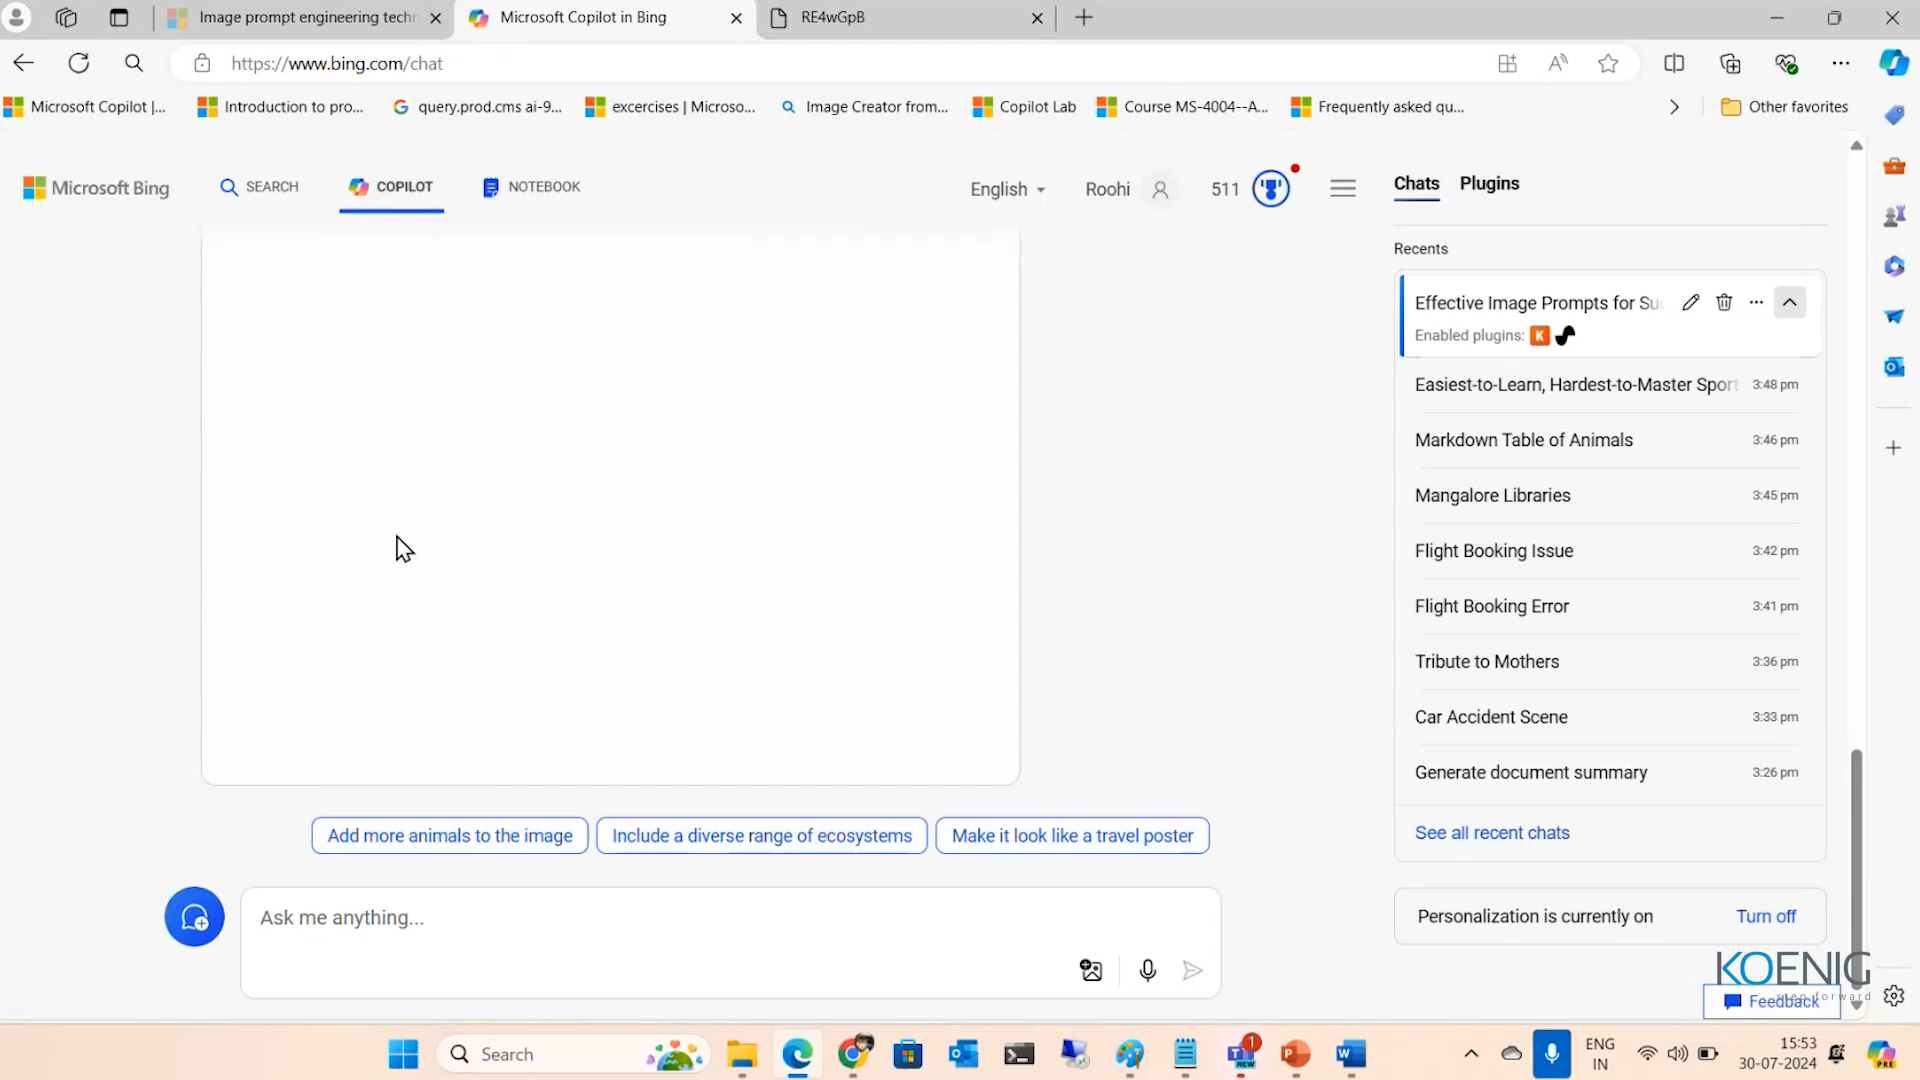 Image prompt engineering techr
Microsoft Copilot in Bing
RE4wGpB
https://www.bing.com/chat
Microsoft Copilot |...
Introduction to pro...
query.prod.cms ai-9...
excercises | Microso...
Image Creator from...
Copilot Lab
Course MS-4004--A...
Frequently asked qu...
Other favorites
Microsoft Bing
SEARCH
COPILOT
NOTEBOOK
English
Roohi
511
Chats
Plugins
Recents
Effective Image Prompts for Su
Enabled plugins:
K
Easiest-to-Learn, Hardest-to-Master Sport
3:48 pm
Markdown Table of Animals
3:46 pm
Mangalore Libraries
3:45 pm
Flight Booking Issue
3:42 pm
Flight Booking Error
3:41 pm
Tribute to Mothers
3:36 pm
Car Accident Scene
3:33 pm
Generate document summary
3:26 pm
See all recent chats
Add more animals to the image
Include a diverse range of ecosystems
Make it look like a travel poster
Ask me anything...
Personalization is currently on
Turn off
KOENIG
step forward
Feedback
Search
1
NEW
ENG
IN
15:53
30-07-2024
PRE